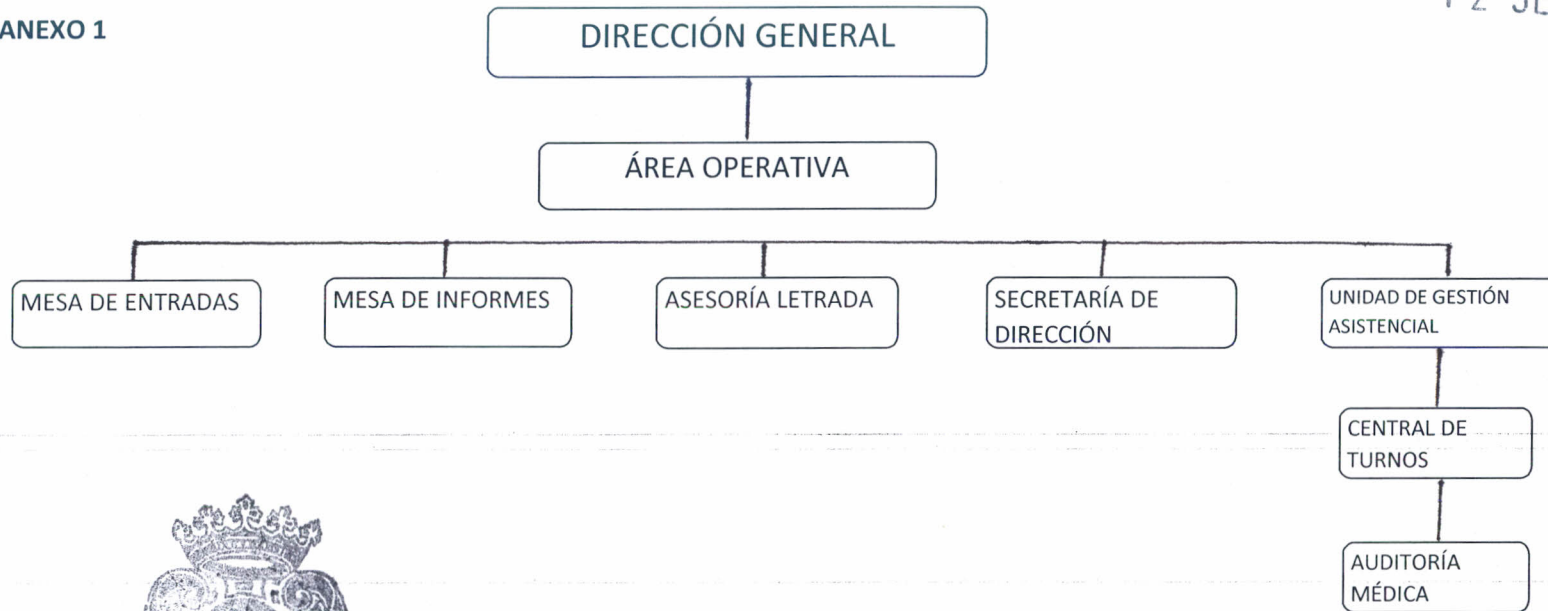 ANEXO 1
DIRECCIÓN GENERAL
ÁREA OPERATIVA
MESA DE ENTRADAS
MESA DE INFORMES
ASESORÍA LETRADA
SECRETARÍA DE
DIRECCIÓN
UNIDAD DE GESTIÓN
ASISTENCIAL
CENTRAL DE
TURNOS
AUDITORÍA
MÉDICA